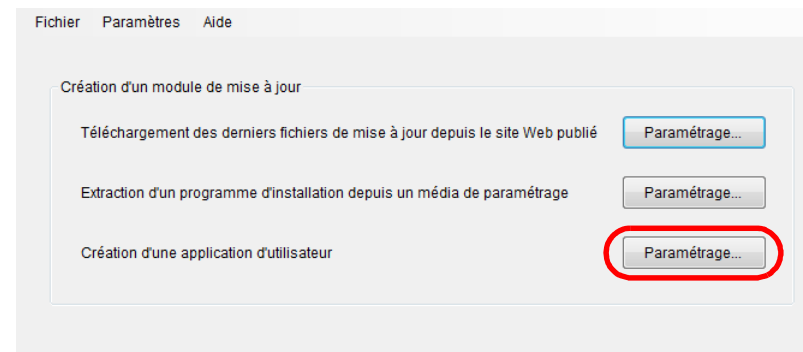 Fichier Paramètres Aide
Création d'un module de mise à jour
Téléchargement des derniers fichiers de mise à jour depuis le site Web publié Paramétrage...
Extraction d'un programme d'installation depuis un média de paramétrage Paramétrage...
Création d'une application d'utilisateur Paramétrage...